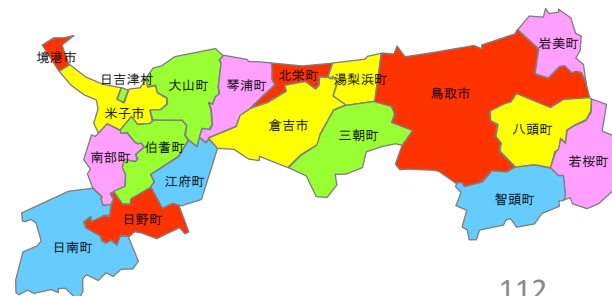 境港市
日吉津村
米子市
大山町
琴浦町
北栄町
湯梨浜町
岩美町
鳥取市
倉吉市
三朝町
八頭町
若桜町
南部町
伯耆町
江府町
智頭町
日野町
日南町
112